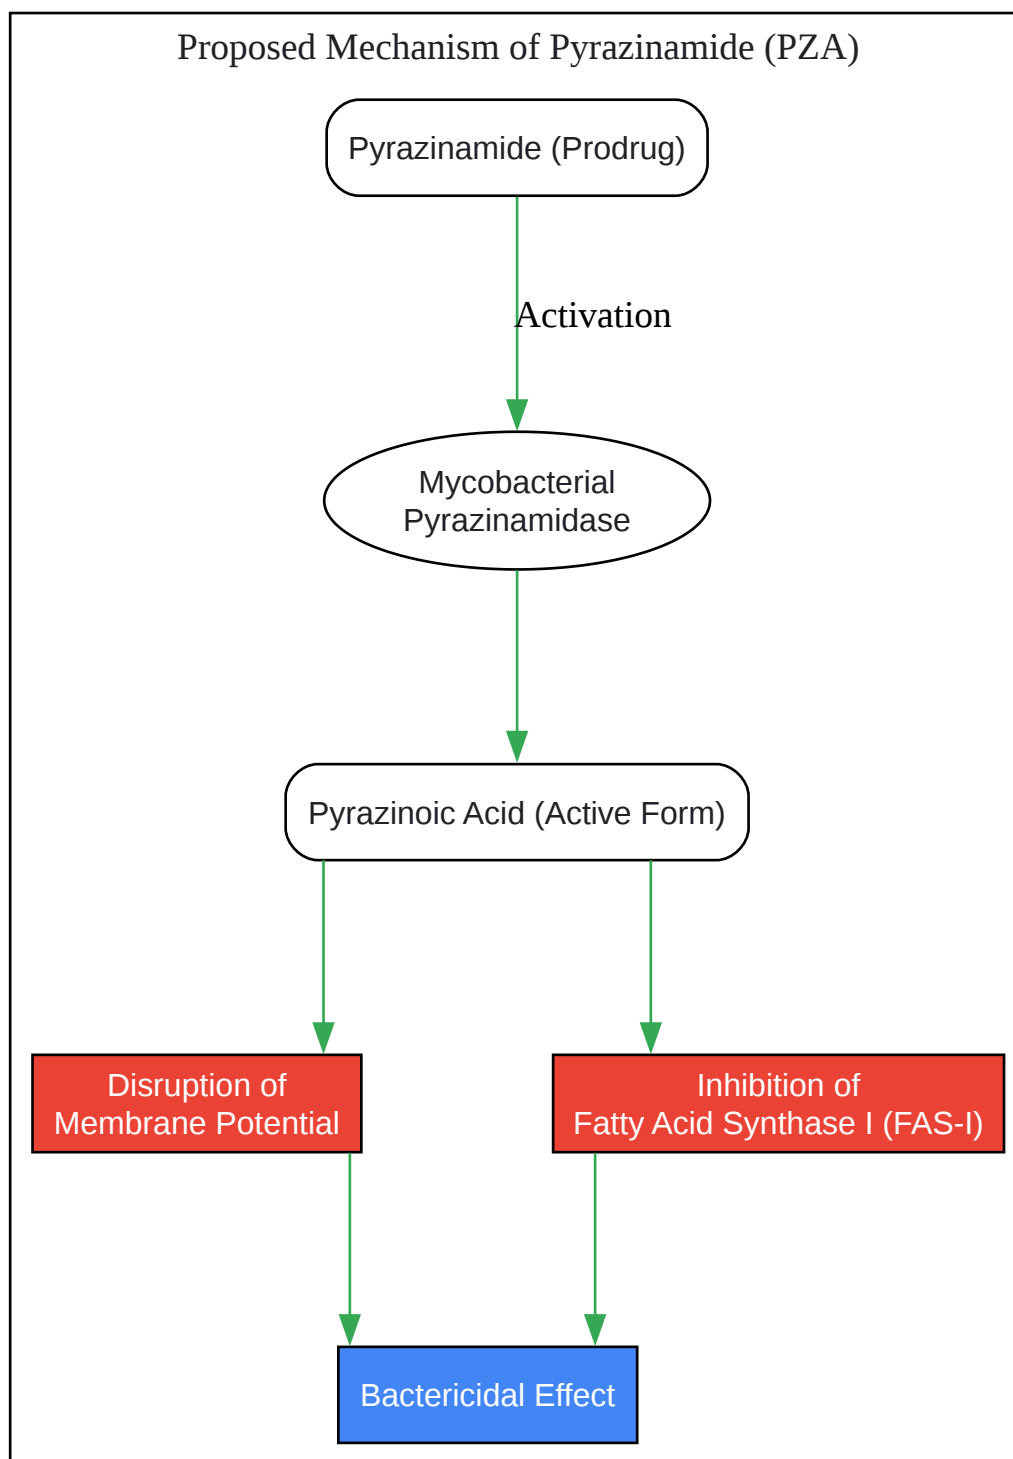 Proposed Mechanism of Pyrazinamide (PZA)
Pyrazinamide (Prodrug)
Activation
Mycobacterial
Pyrazinamidase
Pyrazinoic Acid (Active Form)
Disruption of
Membrane Potential
Inhibition of
Fatty Acid Synthase I (FAS-I)
Bactericidal Effect